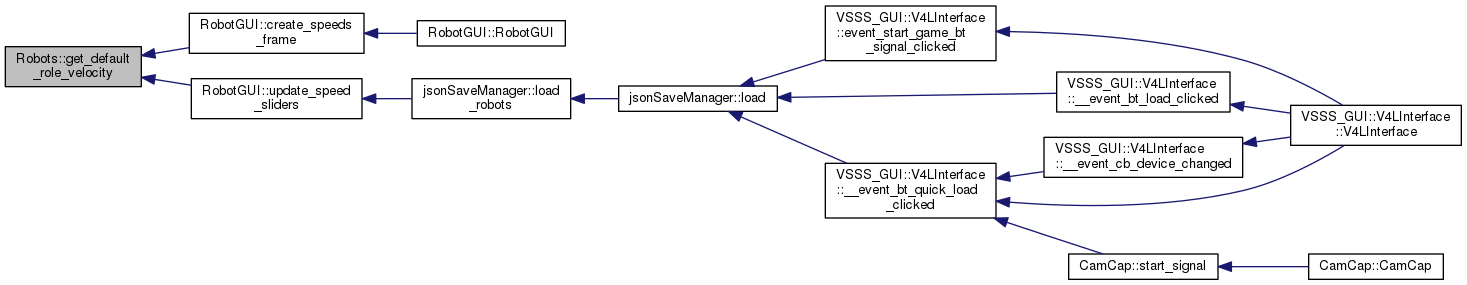 Robots::get_default
_role_velocity
RobotGUI::create_speeds
_frame
RobotGUI::RobotGUI
RobotGUI::update_speed
_sliders
jsonSaveManager::load
_robots
jsonSaveManager::load
VSSS_GUI::V4LInterface
::event_start_game_bt
_signal_clicked
VSSS_GUI::V4LInterface
::__event_bt_load_clicked
VSSS_GUI::V4LInterface
::__event_bt_quick_load
_clicked
VSSS_GUI::V4LInterface
::__event_cb_device_changed
VSSS_GUI::V4LInterface
::V4LInterface
CamCap::start_signal
CamCap::CamCap